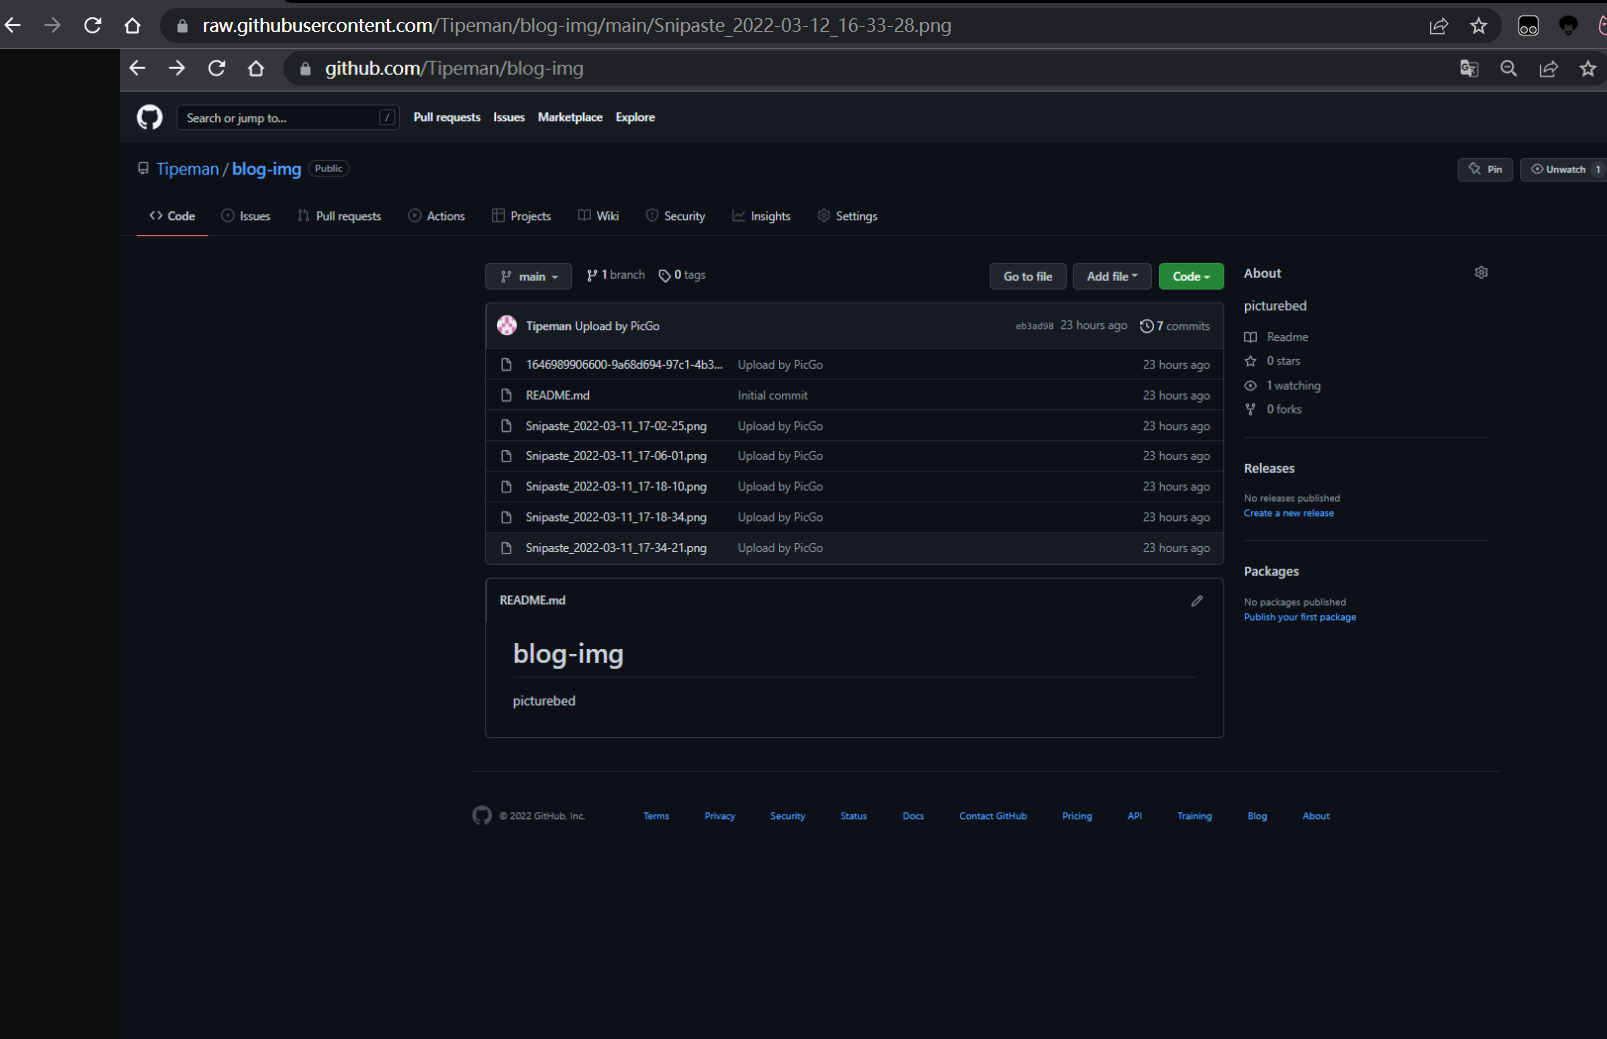 raw.githubusercontent.com/Tipeman/blog-img/main/Snipaste_2022-03-12_16-33-28.png
github.com/Tipeman/blog-img
Search or jump to... /
Pull requests Issues Marketplace Explore
Tipeman / blog-img Public
Pin Unwatch 1
Code Issues Pull requests Actions Projects Wiki Security Insights Settings
main 1 branch 0 tags Go to file Add file Code
Tipeman Upload by PicGo eb3ad98 23 hours ago 7 commits
1646989906600-9a68d694-97c1-4b3... Upload by PicGo 23 hours ago
README.md Initial commit 23 hours ago
Snipaste_2022-03-11_17-02-25.png Upload by PicGo 23 hours ago
Snipaste_2022-03-11_17-06-01.png Upload by PicGo 23 hours ago
Snipaste_2022-03-11_17-18-10.png Upload by PicGo 23 hours ago
Snipaste_2022-03-11_17-18-34.png Upload by PicGo 23 hours ago
Snipaste_2022-03-11_17-34-21.png Upload by PicGo 23 hours ago
README.md
blog-img
picturebed
About
picturebed
Readme
0 stars
1 watching
0 forks
Releases
No releases published
Create a new release
Packages
No packages published
Publish your first package
© 2022 GitHub, Inc. Terms Privacy Security Status Docs Contact GitHub Pricing API Training Blog About